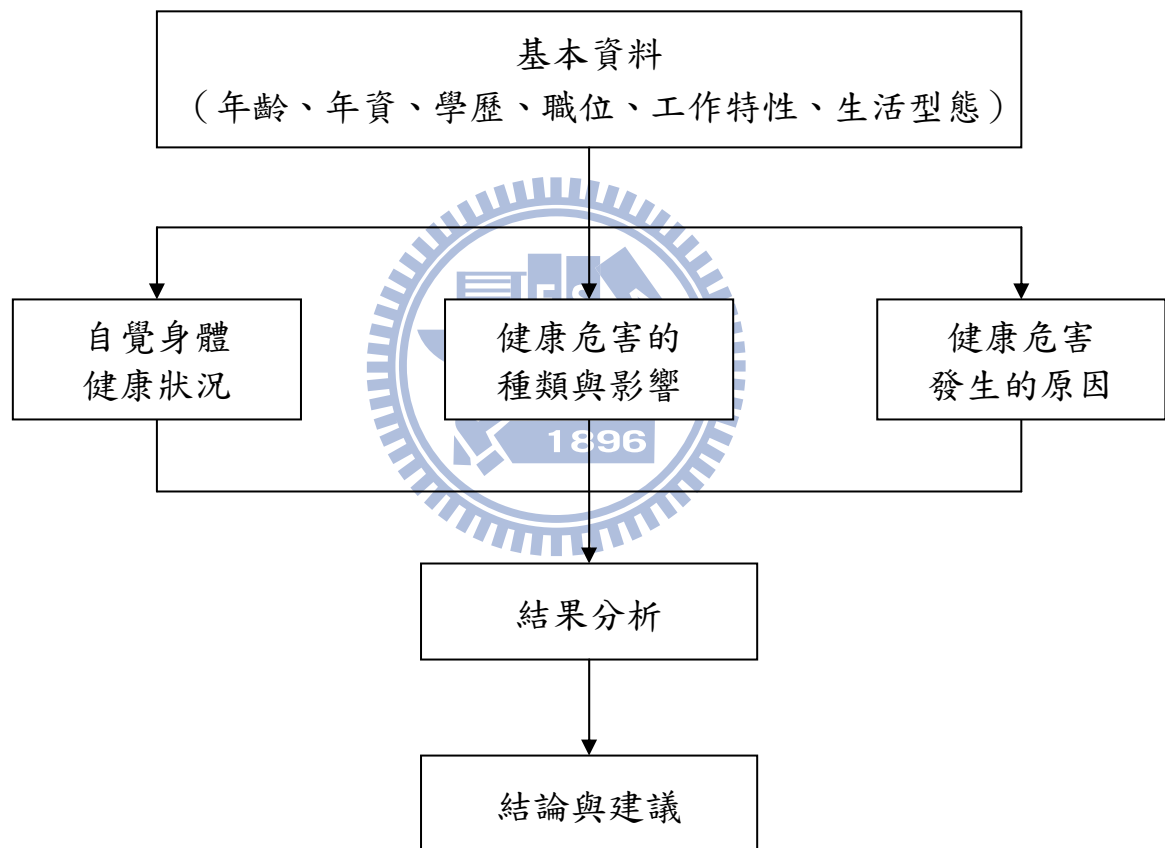 基本資料
（年齡、年資、學歷、職位、工作特性、生活型態）
自覺身體
健康狀況
健康危害的
種類與影響
健康危害
發生的原因
1896
結果分析
結論與建議